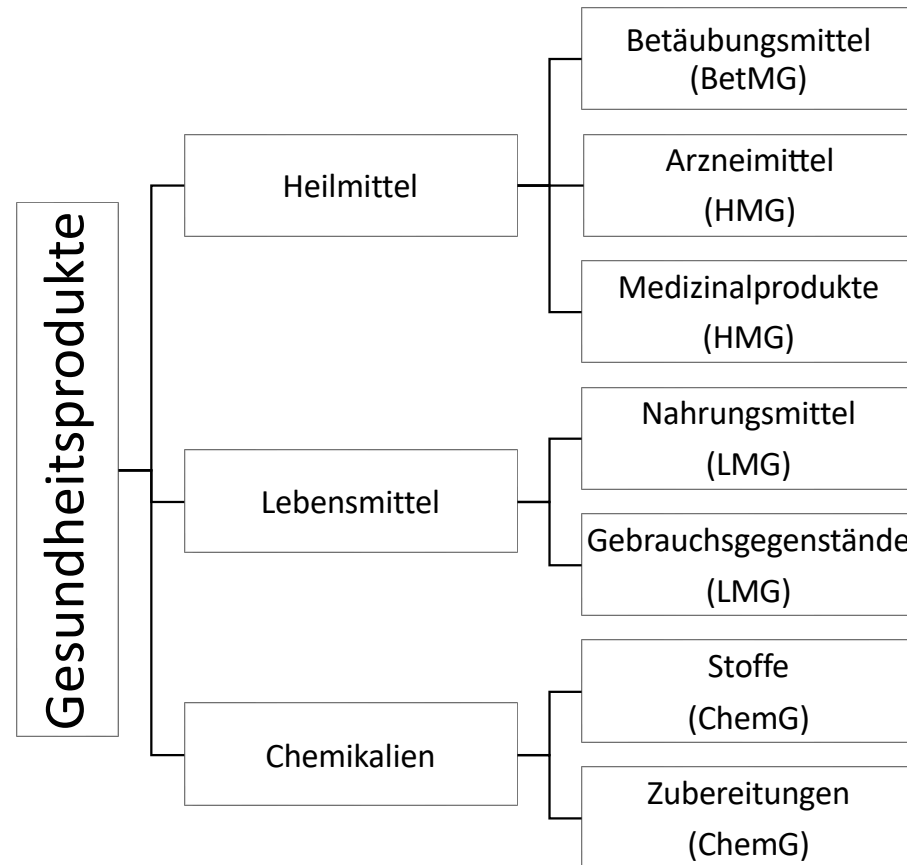 Gesundheitsprodukte
Heilmittel
Betäubungsmittel
(BetMG)
Arzneimittel
(HMG)
Medizinalprodukte
(HMG)
Lebensmittel
Nahrungsmittel
(LMG)
Gebrauchsgegenstände
(LMG)
Chemikalien
Stoffe
(ChemG)
Zubereitungen
(ChemG)